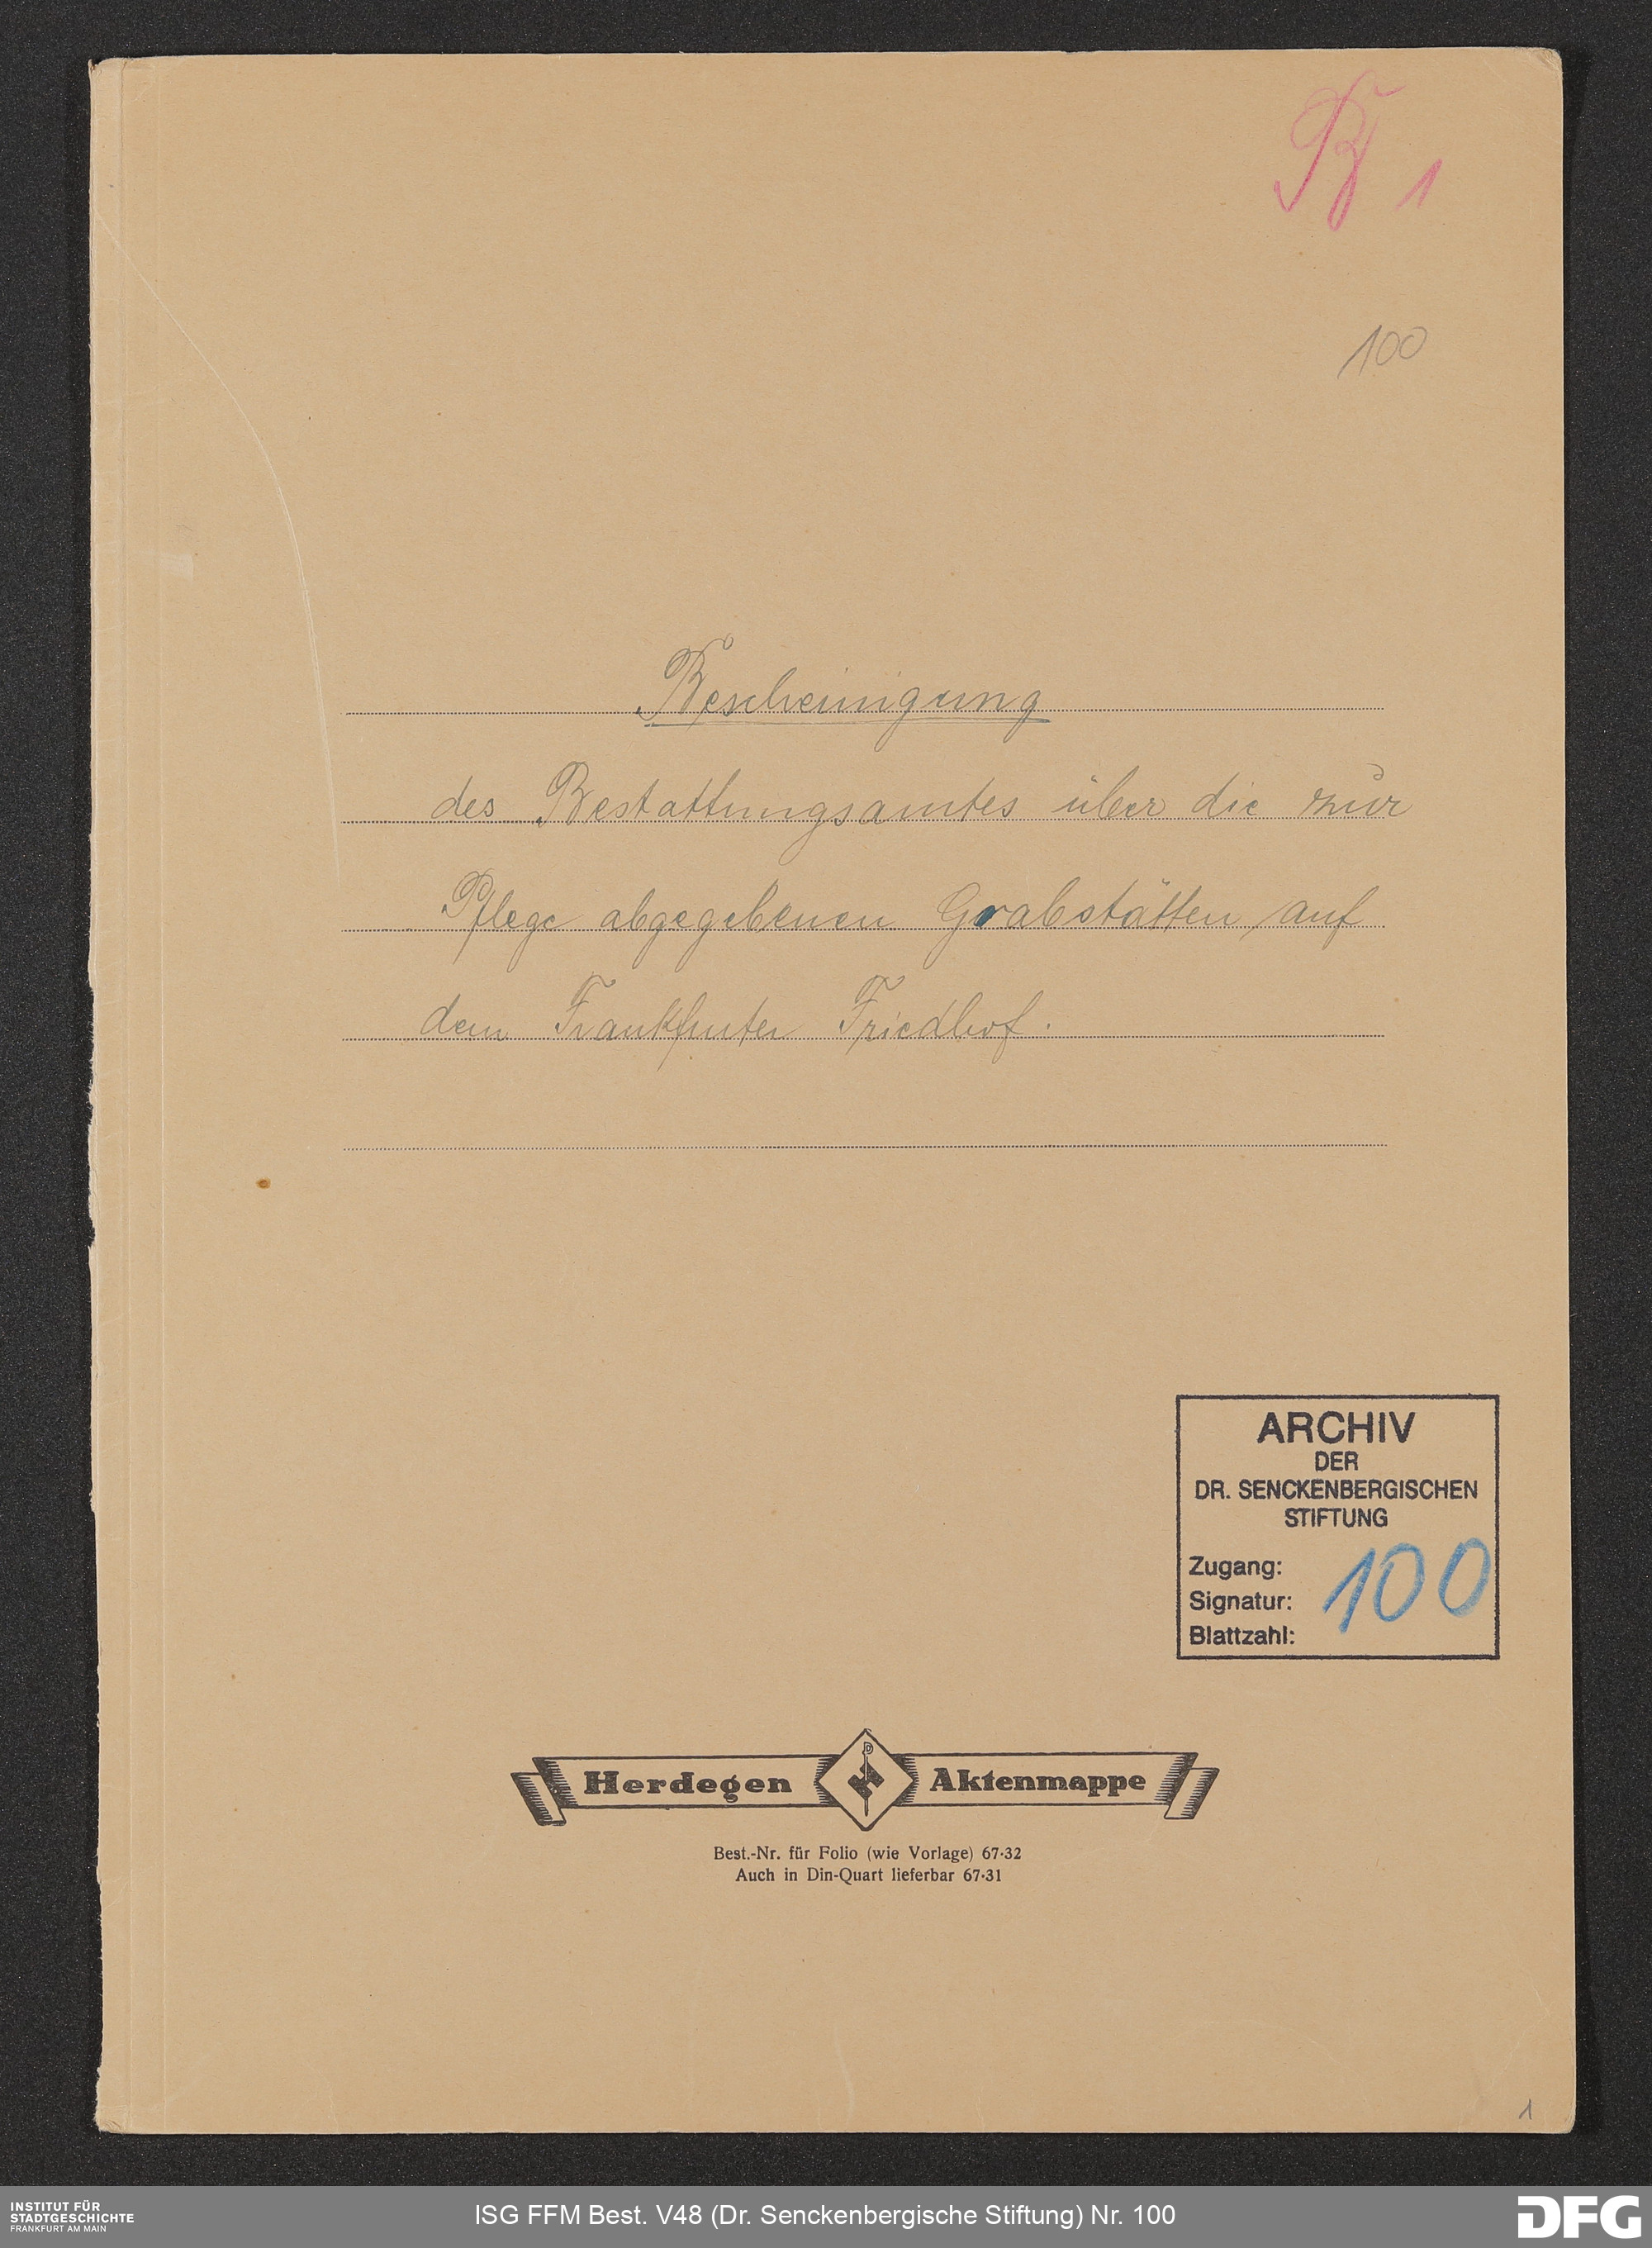 1
100
Bescheinigung
des Bestattungsamtes über die zur
Pflege abgegebenen Grabstätten auf
dem Frankfurter Friedhof.
ARCHIV
DER
DR. SENCKENBERGISCHEN
STIFTUNG
Zugang:
Signatur: 100
Blattzahl:
Herdegen Aktenmappe
Best.-Nr. für Folio (wie Vorlage) 67·32
Auch in Din-Quart lieferbar 67·31
1
INSTITUT FÜR
STADTGESCHICHTE
FRANKFURT AM MAIN
ISG FFM Best. V48 (Dr. Senckenbergische Stiftung) Nr. 100
DFG